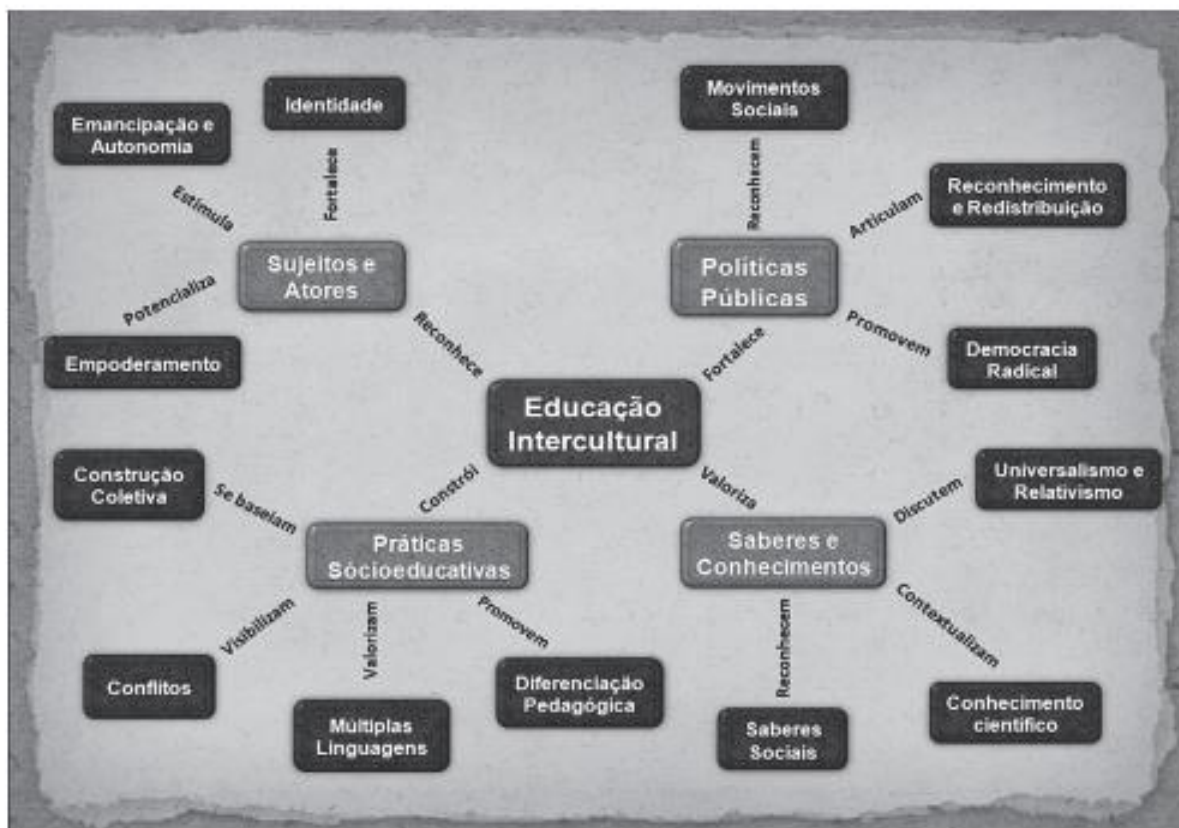 Identidade
Movimentos
Sociais
Emancipação e
Autonomia
Estimula
Fortalece
Reconhecem
Articulam
Reconhecimento
e Redistribuição
Sujeitos e
Atores
Políticas
Públicas
Potencializa
Reconhece
Fortalece
Promovem
Empoderamento
Democracia
Radical
Educação
Intercultural
Construção
Coletiva
Se baseiam
Constrói
Valoriza
Discutem
Universalismo e
Relativismo
Práticas
Sócioeducativas
Saberes e
Conhecimentos
Visibilizam
Valorizam
Promovem
Reconhecem
Contextualizam
Conflitos
Múltiplas
Linguagens
Diferenciação
Pedagógica
Saberes
Sociais
Conhecimento
científico